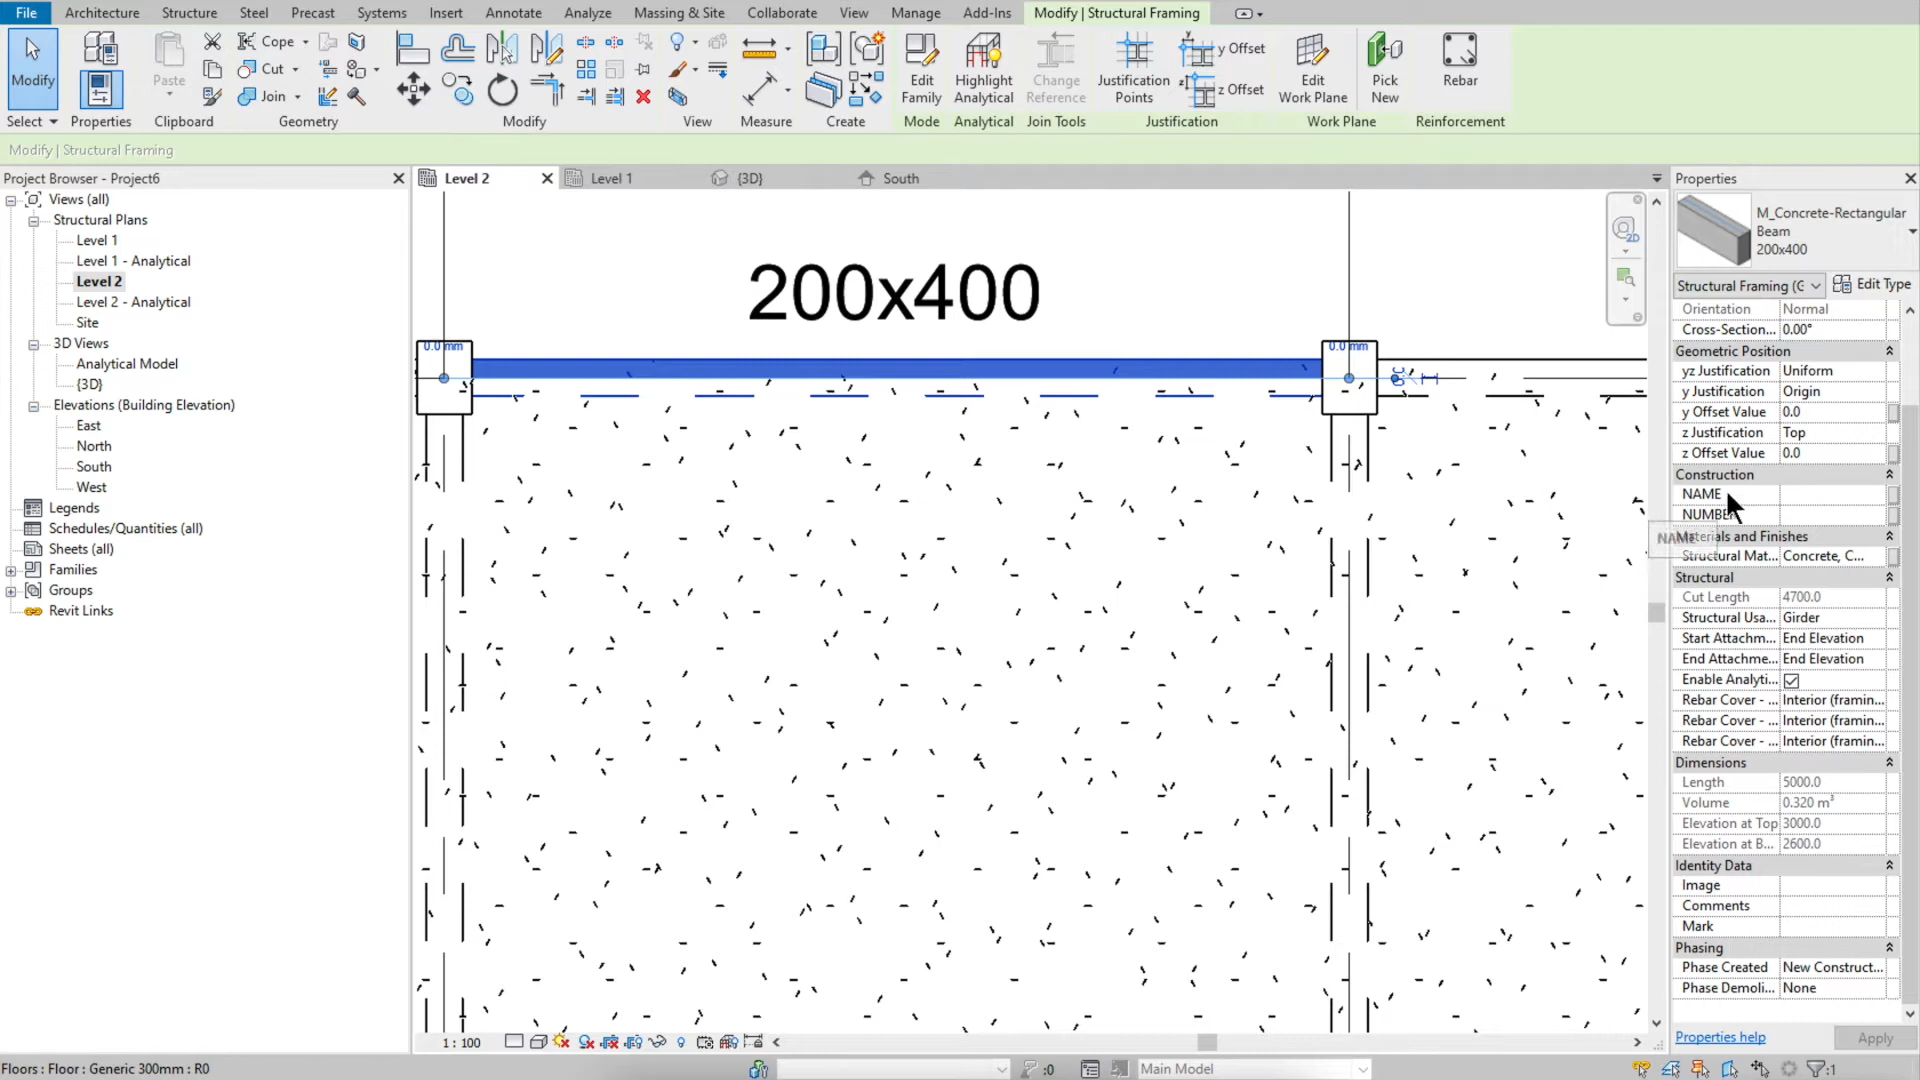 File Architecture Structure Steel Precast Systems Insert Annotate Analyze Massing & Site Collaborate View Manage Add-Ins Modify | Structural Framing
Modify
Paste
Cope
Cut
Join
Edit Family
Highlight Analytical
Change Reference
Justification Points
y Offset
z Offset
Edit Work Plane
Pick New
Rebar
Select Properties Clipboard Geometry Modify View Measure Create Mode Analytical Join Tools Justification Work Plane Reinforcement
Modify | Structural Framing
Project Browser - Project6
Views (all)
Structural Plans
Level 1
Level 1 - Analytical
Level 2
Level 2 - Analytical
Site
3D Views
Analytical Model
{3D}
Elevations (Building Elevation)
East
North
South
West
Legends
Schedules/Quantities (all)
Sheets (all)
Families
Groups
Revit Links
Level 2 Level 1 {3D} South
2D
200x400
0.0 mm 0.0 mm
1 : 100
Properties
M_Concrete-Rectangular
Beam
200x400
Structural Framing (G Edit Type
Orientation Normal
Cross-Section... 0.00°
Geometric Position
yz Justification Uniform
y Justification Origin
y Offset Value 0.0
z Justification Top
z Offset Value 0.0
Construction
NAME
NUMBER
NAME
Materials and Finishes
Structural Mat... Concrete, C...
Structural
Cut Length 4700.0
Structural Usa... Girder
Start Attachm... End Elevation
End Attachme... End Elevation
Enable Analyti...
Rebar Cover - ... Interior (framin...
Rebar Cover - ... Interior (framin...
Rebar Cover - ... Interior (framin...
Dimensions
Length 5000.0
Volume 0.320 m³
Elevation at Top 3000.0
Elevation at B... 2600.0
Identity Data
Image
Comments
Mark
Phasing
Phase Created New Construct...
Phase Demoli... None
Properties help Apply
Floors : Floor : Generic 300mm : R0
:0
Main Model
:1